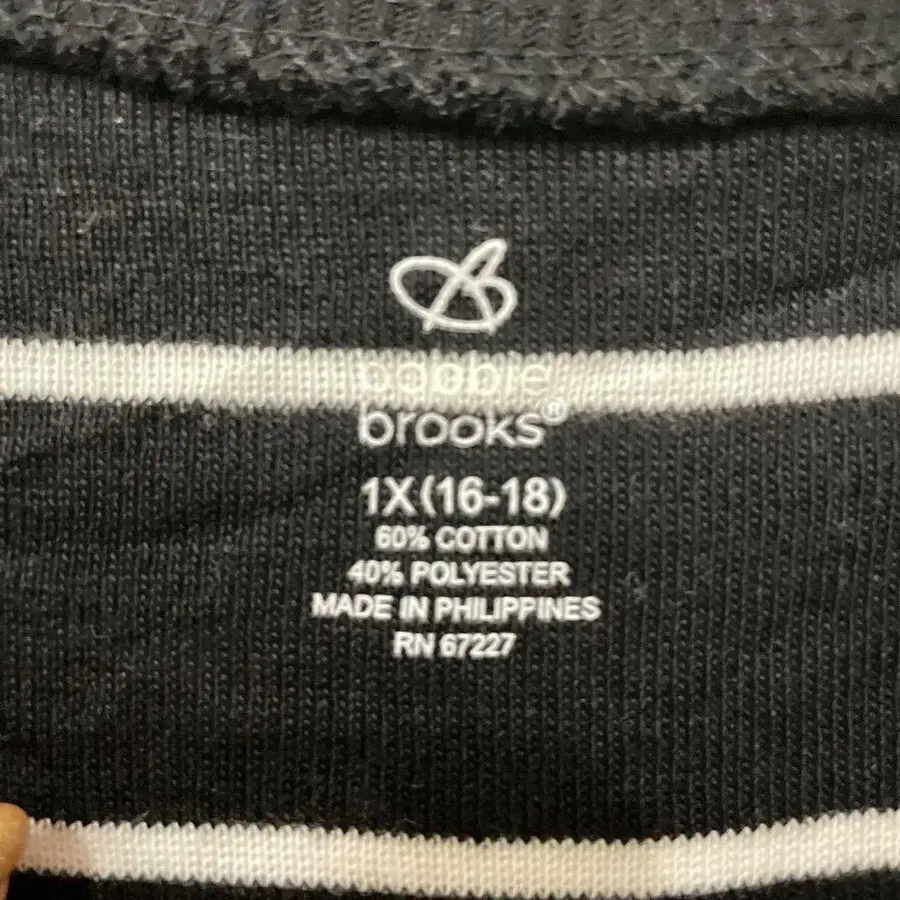 bobbie
brooks®
1X(16-18)
60% COTTON
40% POLYESTER
MADE IN PHILIPPINES
RN 67227